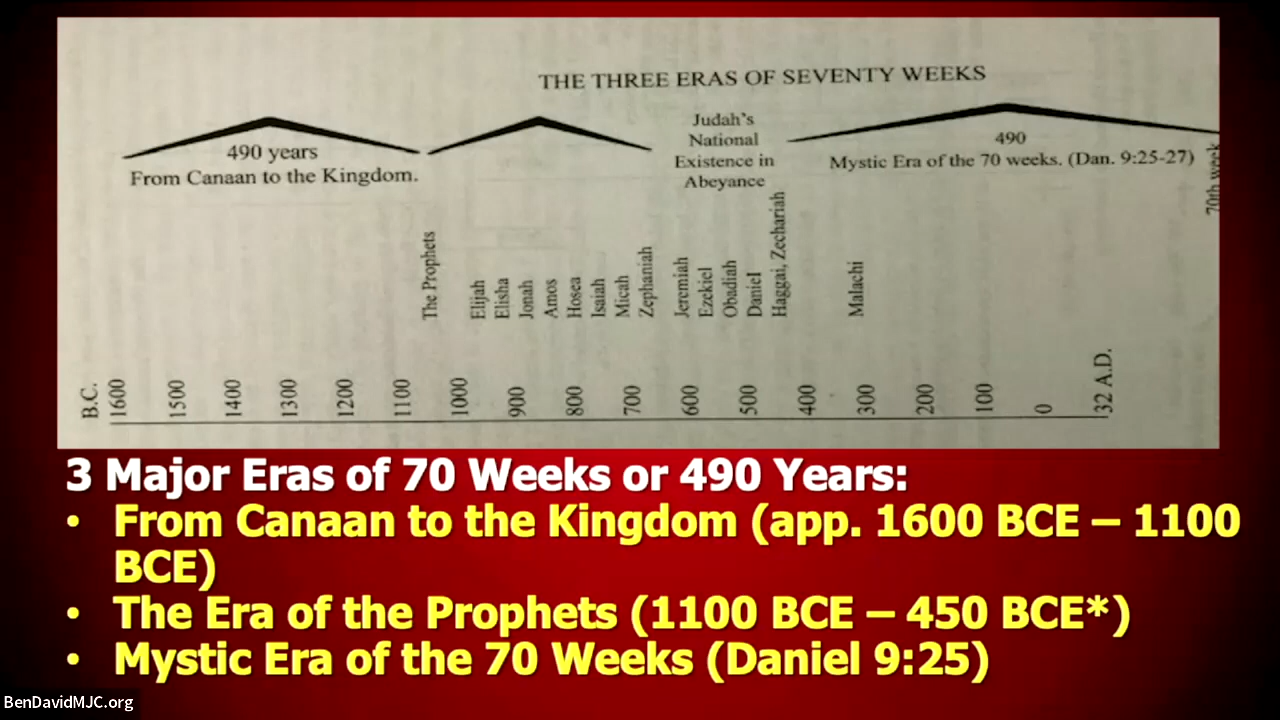 THE THREE ERAS OF SEVENTY WEEKS
490 years
From Canaan to the Kingdom.
Judah's
National
Existence in
Abeyance
490
Mystic Era of the 70 weeks. (Dan. 9:25-27)
70th week
The Prophets
Elijah
Elisha
Jonah
Amos
Hosea
Isaiah
Micah
Zephaniah
Jeremiah
Ezekiel
Obadiah
Daniel
Haggai, Zechariah
Malachi
B.C.
1600
1500
1400
1300
1200
1100
1000
900
800
700
600
500
400
300
200
100
0
32 A.D.
3 Major Eras of 70 Weeks or 490 Years:
• From Canaan to the Kingdom (app. 1600 BCE – 1100
BCE)
• The Era of the Prophets (1100 BCE – 450 BCE*)
• Mystic Era of the 70 Weeks (Daniel 9:25)
BenDavidMJC.org